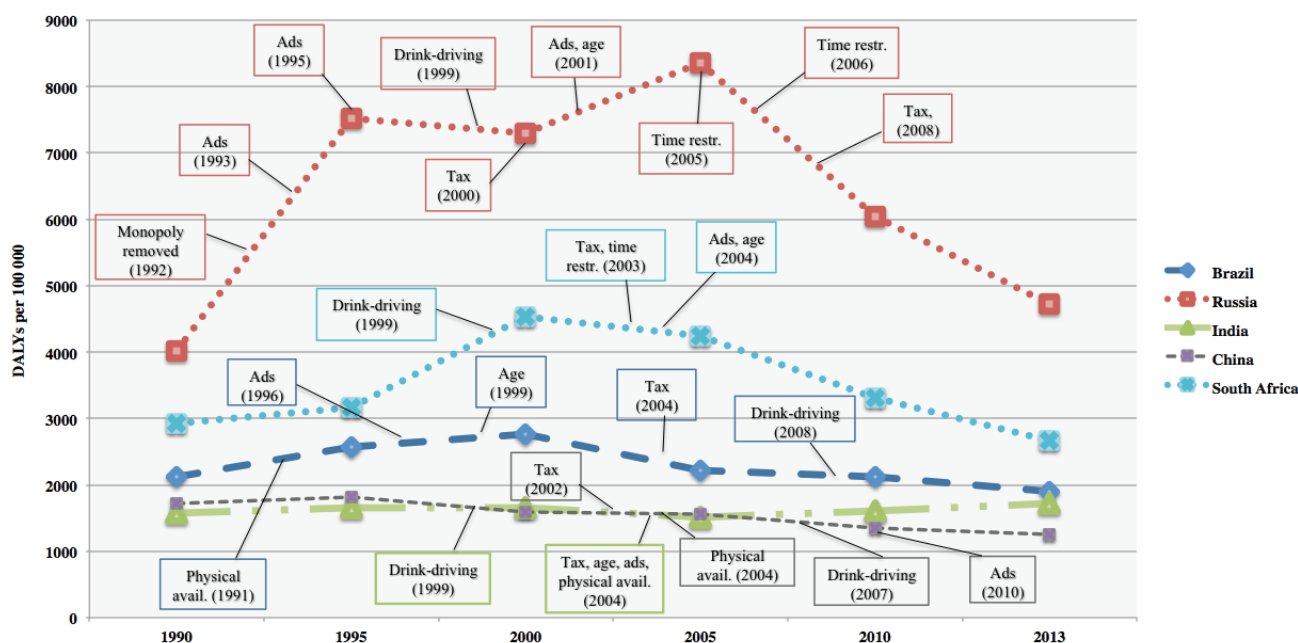 9000
8000
7000
6000
5000
4000
3000
2000
1000
0
DALYs per 100 000
Ads
(1995)
Drink-driving
(1999)
Ads, age
(2001)
Time restr.
(2006)
Ads
(1993)
Tax
(2000)
Time restr.
(2005)
Tax,
(2008)
Monopoly
removed
(1992)
Drink-driving
(1999)
Tax, time
restr. (2003)
Ads, age
(2004)
Ads
(1996)
Age
(1999)
Tax
(2004)
Drink-driving
(2008)
Tax
(2002)
Physical
avail. (1991)
Drink-driving
(1999)
Tax, age, ads,
physical avail.
(2004)
Physical
avail. (2004)
Drink-driving
(2007)
Ads
(2010)
1990
1995
2000
2005
2010
2013
Brazil
Russia
India
China
South Africa